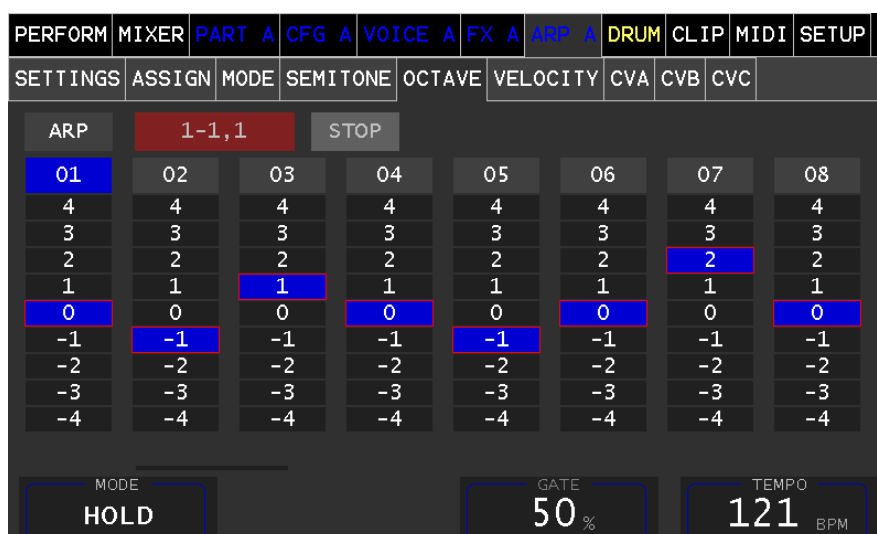 PERFORM MIXER PART A CFG A VOICE A FX A ARP A DRUM CLIP MIDI SETUP
SETTINGS ASSIGN MODE SEMITONE OCTAVE VELOCITY CVA CVB CVC
ARP 1-1,1 STOP
01 02 03 04 05 06 07 08
4 4 4 4 4 4 4 4
3 3 3 3 3 3 3 3
2 2 2 2 2 2 2 2
1 1 1 1 1 1 1 1
0 0 0 0 0 0 0 0
-1 -1 -1 -1 -1 -1 -1 -1
-2 -2 -2 -2 -2 -2 -2 -2
-3 -3 -3 -3 -3 -3 -3 -3
-4 -4 -4 -4 -4 -4 -4 -4
MODE GATE TEMPO
HOLD 50 % 121 BPM